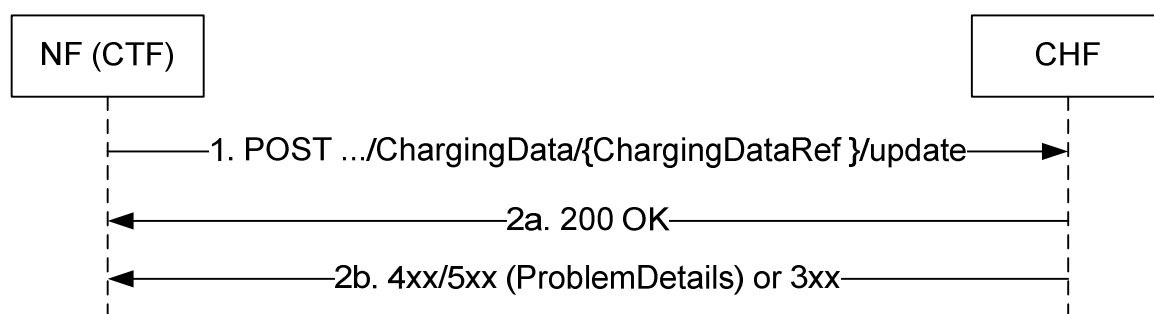 NF (CTF)
CHF
1. POST .../ChargingData/{ChargingDataRef }/update
2a. 200 OK
2b. 4xx/5xx (ProblemDetails) or 3xx